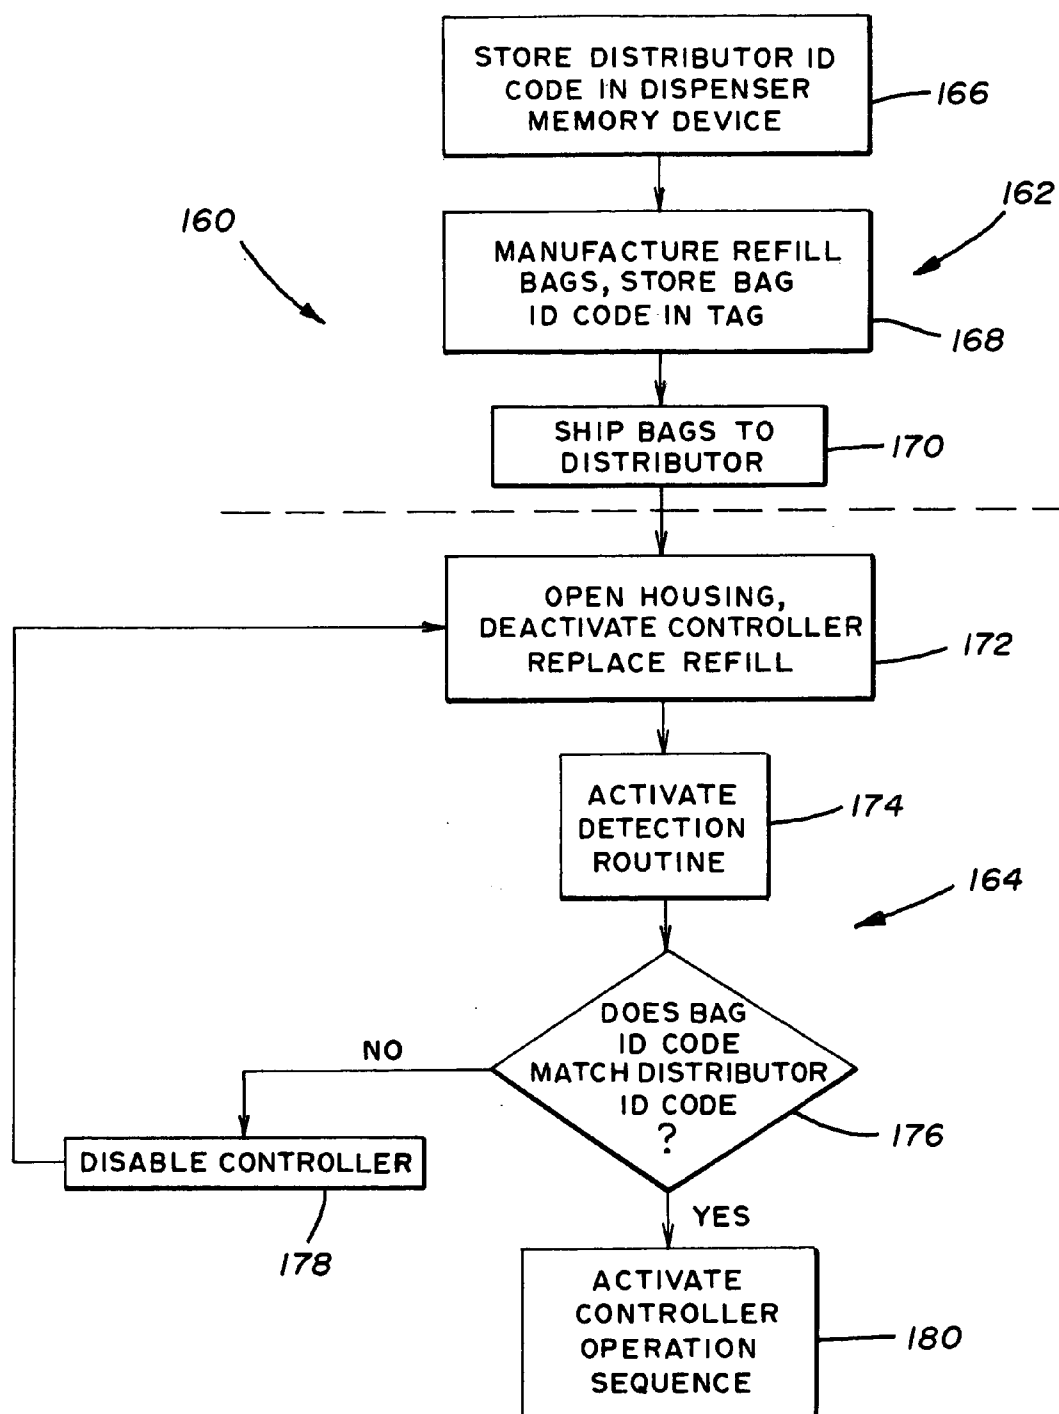 STORE DISTRIBUTOR ID
CODE IN DISPENSER
MEMORY DEVICE
166
160
162
MANUFACTURE REFILL
BAGS, STORE BAG
ID CODE IN TAG
168
SHIP BAGS TO
DISTRIBUTOR
170
OPEN HOUSING,
DEACTIVATE CONTROLLER
REPLACE REFILL
172
ACTIVATE
DETECTION
ROUTINE
174
164
DOES BAG
ID CODE
MATCH DISTRIBUTOR
ID CODE
?
176
NO
DISABLE CONTROLLER
178
YES
ACTIVATE
CONTROLLER
OPERATION
SEQUENCE
180